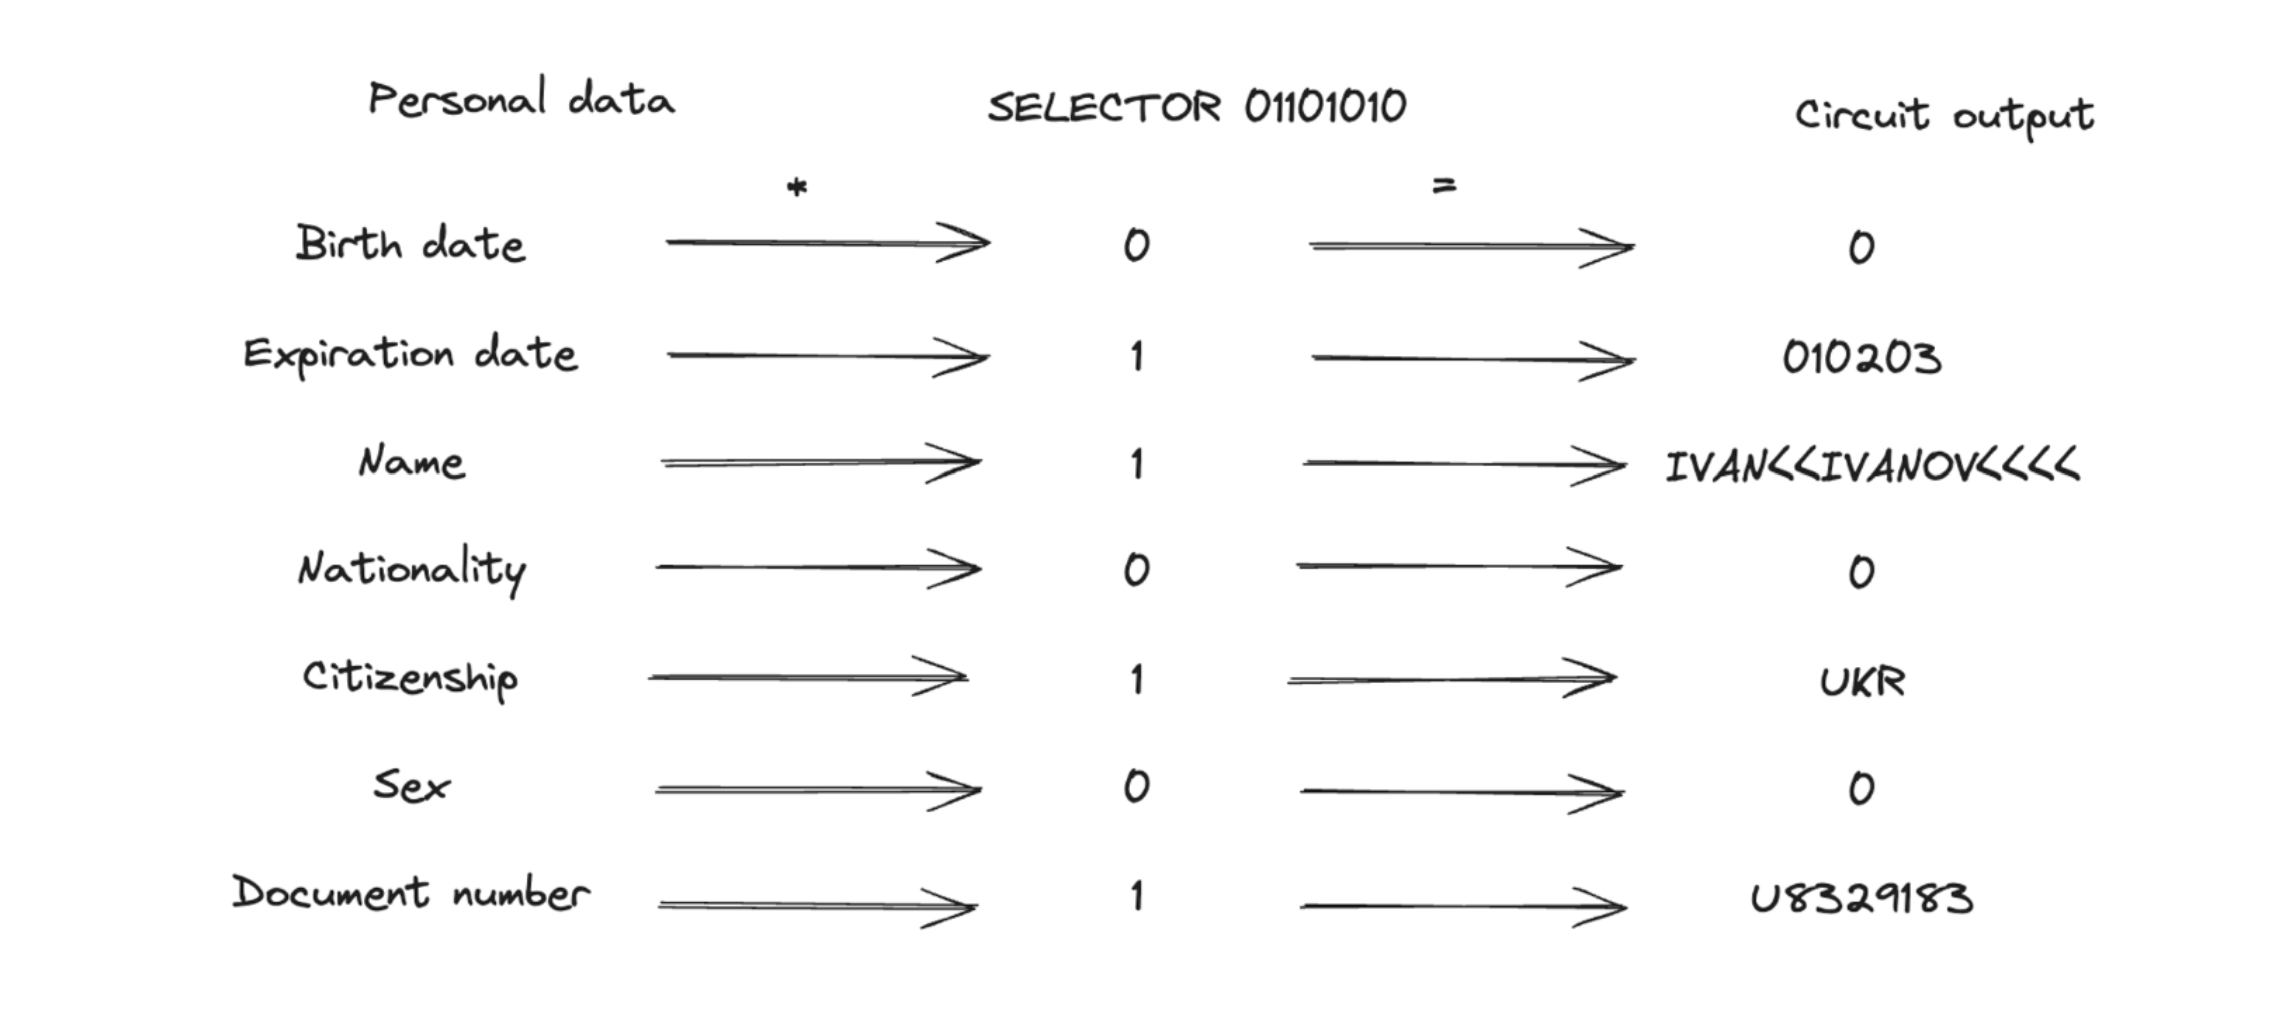 Personal data SELECTOR 01101010 Circuit output
* =
Birth date 0 0
Expiration date 1 010203
Name 1 IVAN<<IVANOV<<<<
Nationality 0 0
Citizenship 1 UKR
Sex 0 0
Document number 1 U8329183